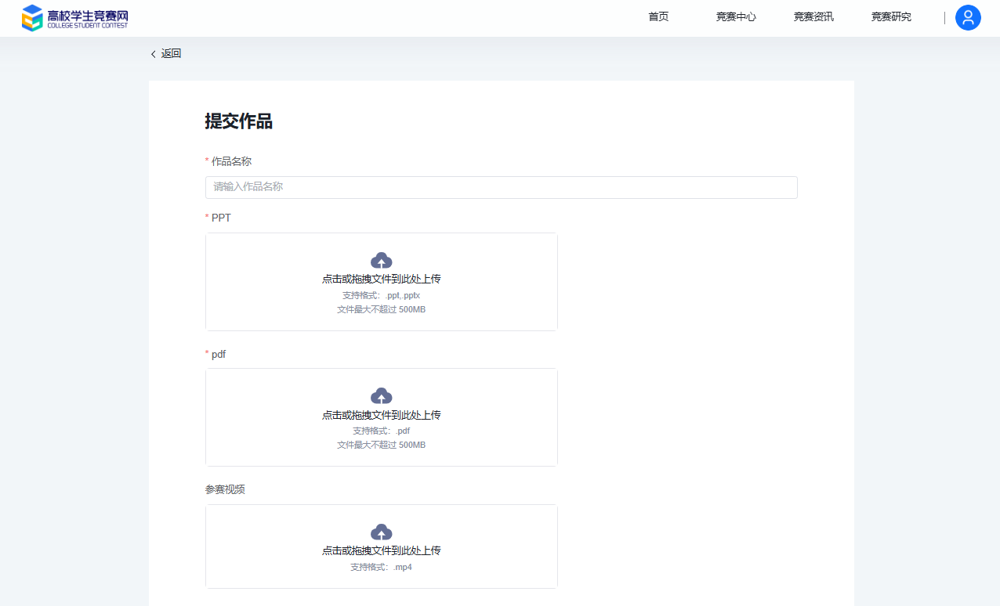 高校学生竞赛网
COLLEGE STUDENT CONTEST
首页
竞赛中心
竞赛资讯
竞赛研究
返回
提交作品
* 作品名称
请输入作品名称
* PPT
点击或拖拽文件到此处上传
支持格式：.ppt,.pptx
文件最大不超过 500MB
* pdf
点击或拖拽文件到此处上传
支持格式：.pdf
文件最大不超过 500MB
参赛视频
点击或拖拽文件到此处上传
支持格式：.mp4